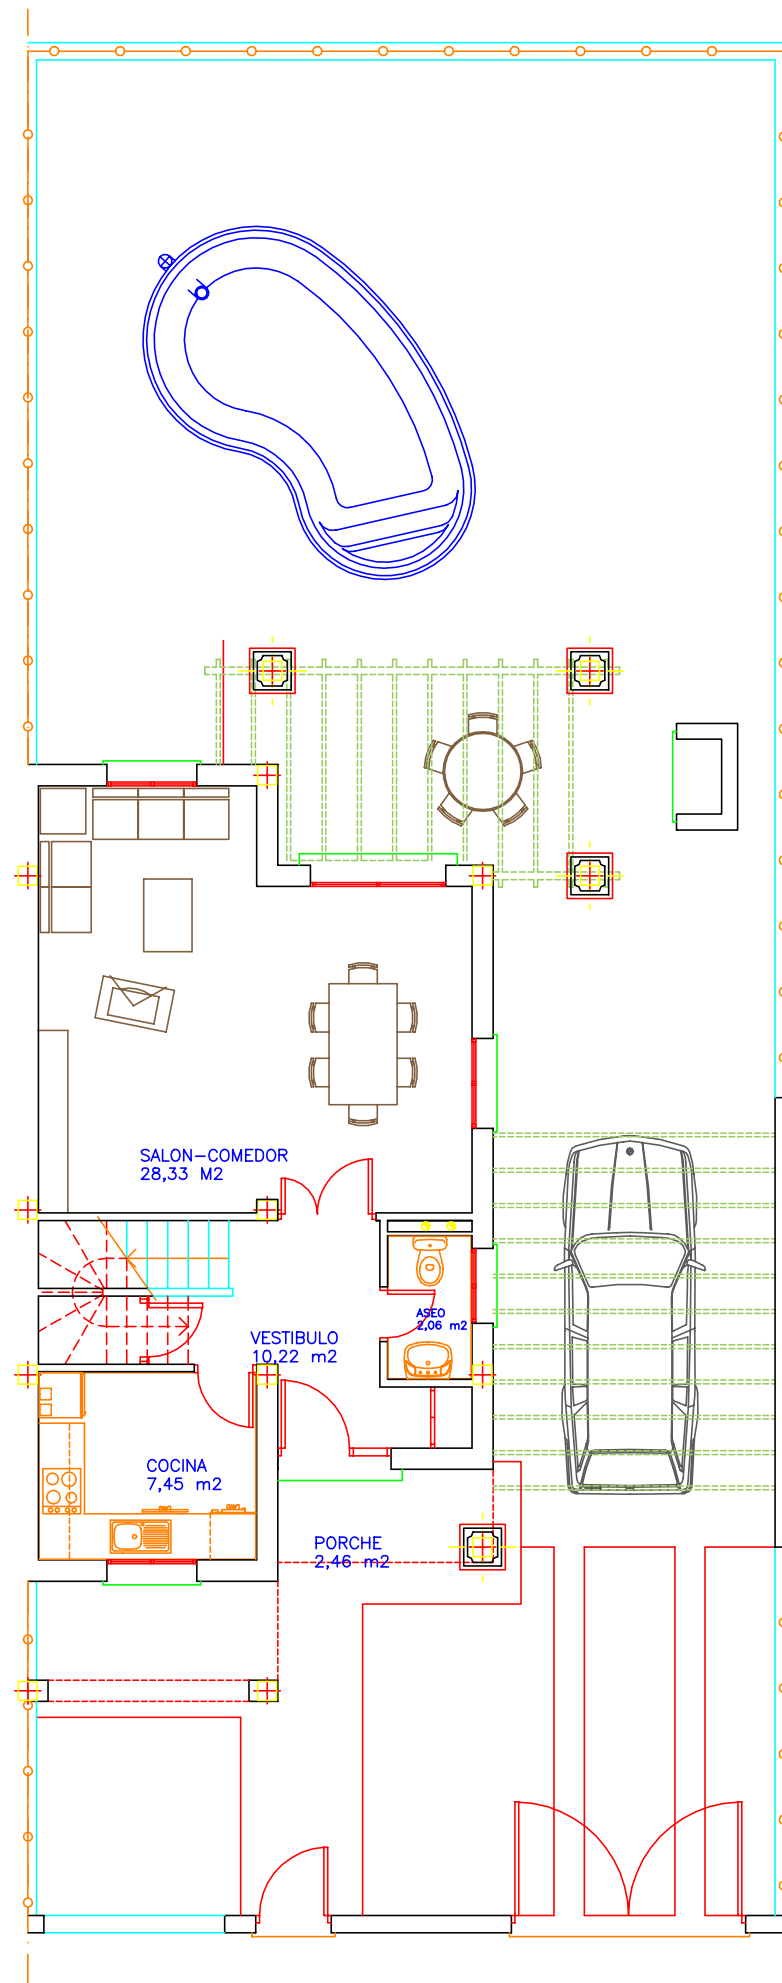 SALON-COMEDOR
28,33 M2
ASEO
2,06 m2
VESTIBULO
10,22 m2
COCINA
7,45 m2
PORCHE
2,46 m2